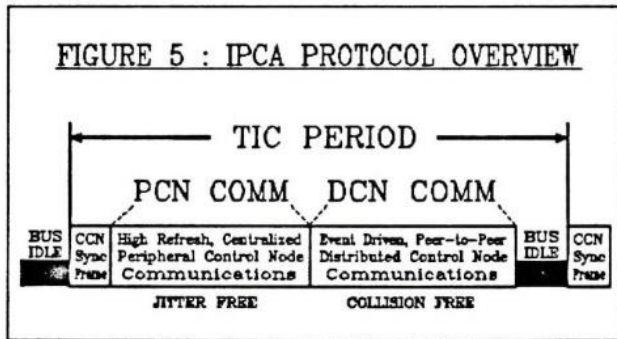 FIGURE 5 : IPCA PROTOCOL OVERVIEW
TIC PERIOD
PCN COMM
DCN COMM
BUS
IDLE
CCN
Sync
Frame
High Refresh, Centralized
Peripheral Control Node
Communications
Event Driven, Peer-to-Peer
Distributed Control Node
Communications
BUS
IDLE
CCN
Sync
Frame
JITTER FREE
COLLISION FREE